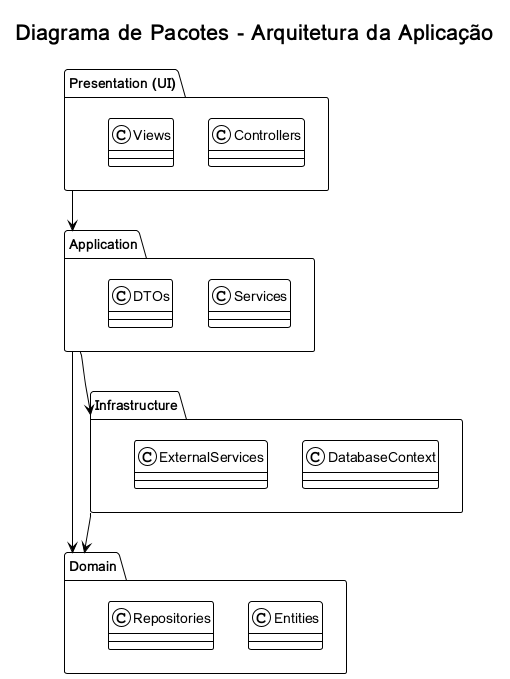 Diagrama de Pacotes - Arquitetura da Aplicação
Presentation (UI)
C Views
C Controllers
Application
C DTOs
C Services
Infrastructure
C ExternalServices
C DatabaseContext
Domain
C Repositories
C Entities